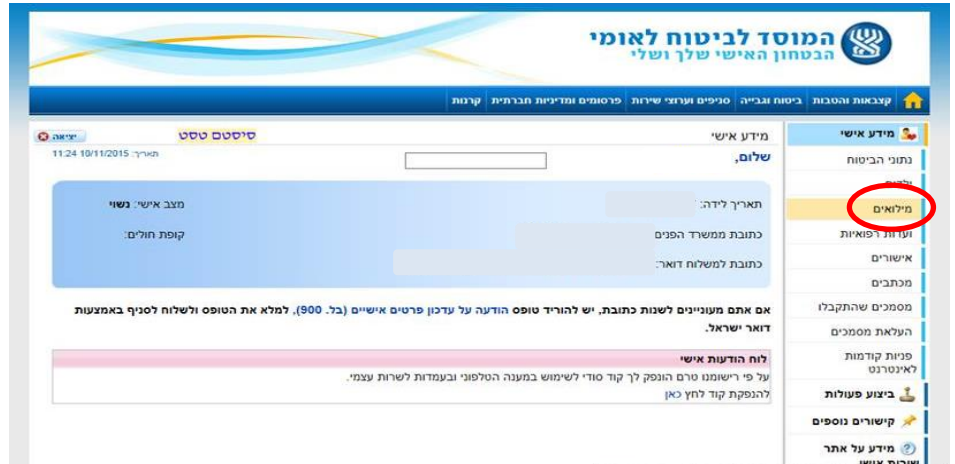 המוסד לביטוח לאומי
הבטחון האישי שלך ושלי
קצבאות והטבות ביטוח וגבייה סניפים וערוצי שירות פרסומים ומדיניות חברתית קרנות
מידע אישי
נתוני הביטוח
ילדים
מילואים
ועדות רפואיות
אישורים
מכתבים
מסמכים שהתקבלו
העלאת מסמכים
פניות קודמות
לאינטרנט
ביצוע פעולות
קישורים נוספים
מידע על אתר
שירות אישי
מידע אישי
סיסטם טסט
יציאה
שלום,
תאריך: 10/11/2015 11:24
תאריך לידה:
מצב אישי: נשוי
כתובת ממשרד הפנים
קופת חולים:
כתובת למשלוח דואר:
אם אתם מעוניינים לשנות כתובת, יש להוריד טופס הודעה על עדכון פרטים אישיים (בל. 900), למלא את הטופס ולשלוח לסניף באמצעות
דואר ישראל.
לוח הודעות אישי
על פי רישומנו טרם הונפק לך קוד סודי לשימוש במענה הטלפוני ובעמדות לשרות עצמי.
להנפקת קוד לחץ כאן